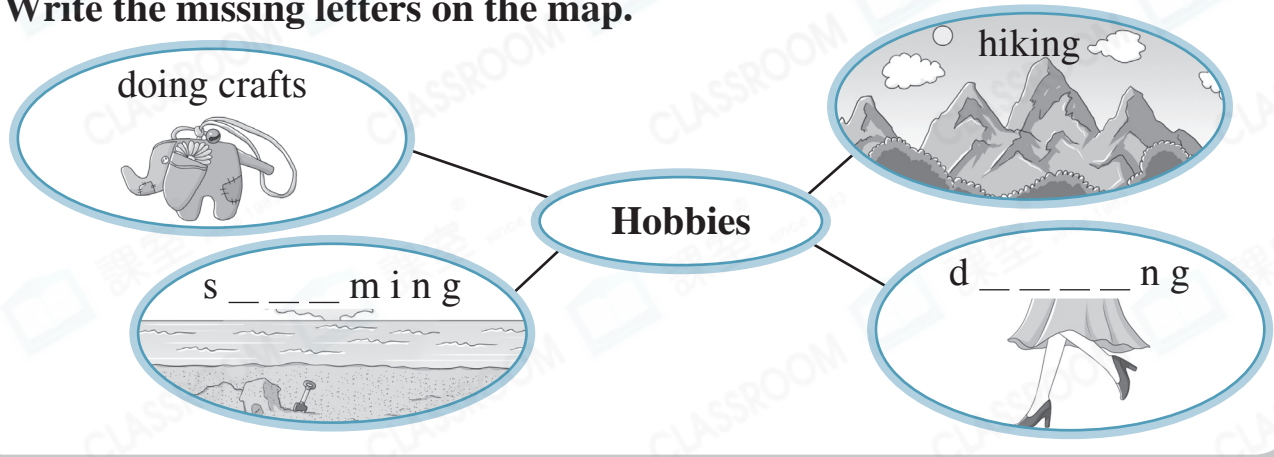 Write the missing letters on the map.
doing crafts
hiking
Hobbies
s _ _ _ m i n g
d _ _ _ _ n g